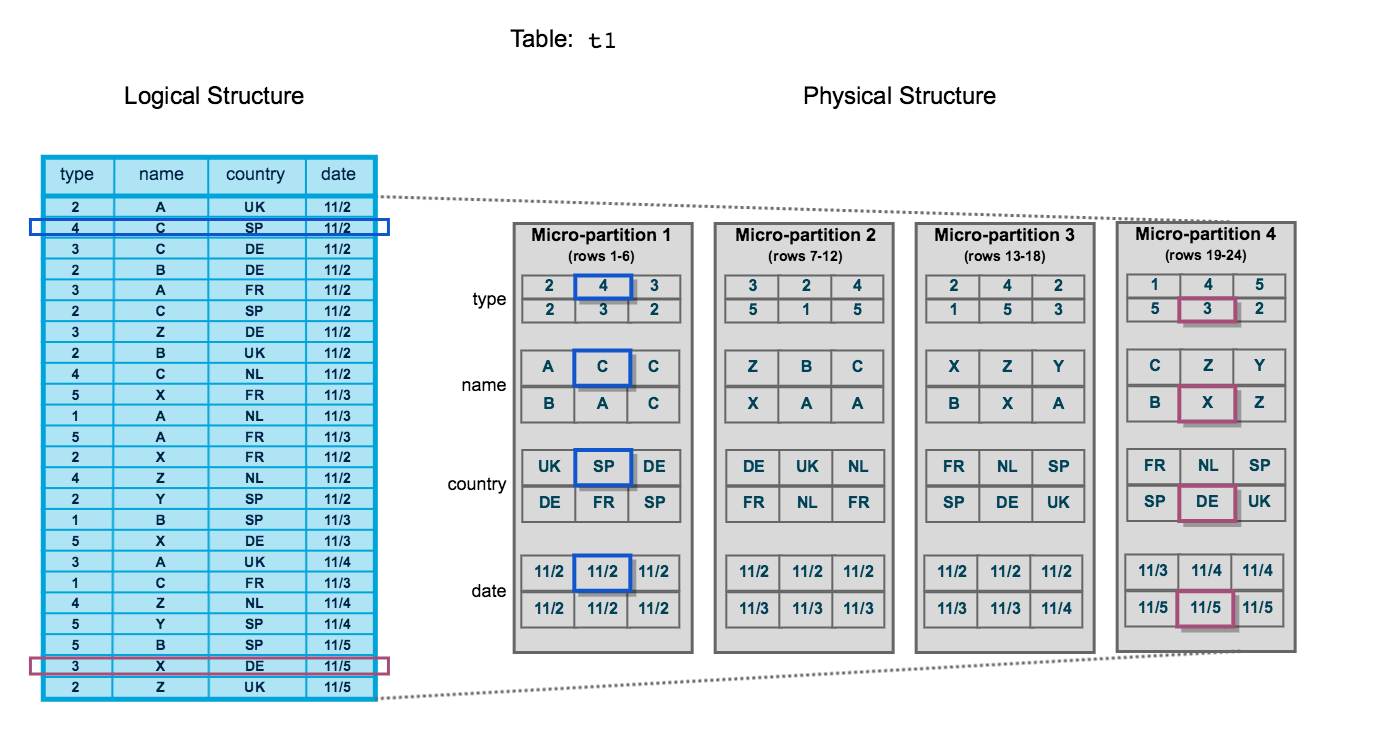 Table: t1
Logical Structure
Physical Structure
type name country date
2 A UK 11/2
4 C SP 11/2
3 C DE 11/2
2 B DE 11/2
3 A FR 11/2
2 C SP 11/2
3 Z DE 11/2
2 B UK 11/2
4 C NL 11/2
5 X FR 11/3
1 A NL 11/3
5 A FR 11/3
2 X FR 11/2
4 Z NL 11/2
2 Y SP 11/2
1 B SP 11/3
5 X DE 11/3
3 A UK 11/4
1 C FR 11/3
4 Z NL 11/4
5 Y SP 11/4
5 B SP 11/5
3 X DE 11/5
2 Z UK 11/5
Micro-partition 1
(rows 1-6)
type
2 4 3
2 3 2
name
A C C
B A C
country
UK SP DE
DE FR SP
date
11/2 11/2 11/2
11/2 11/2 11/2
Micro-partition 2
(rows 7-12)
3 2 4
5 1 5
Z B C
X A A
DE UK NL
FR NL FR
11/2 11/2 11/2
11/3 11/3 11/3
Micro-partition 3
(rows 13-18)
2 4 2
1 5 3
X Z Y
B X A
FR NL SP
SP DE UK
11/2 11/2 11/2
11/3 11/3 11/4
Micro-partition 4
(rows 19-24)
1 4 5
5 3 2
C Z Y
B X Z
FR NL SP
SP DE UK
11/3 11/4 11/4
11/5 11/5 11/5